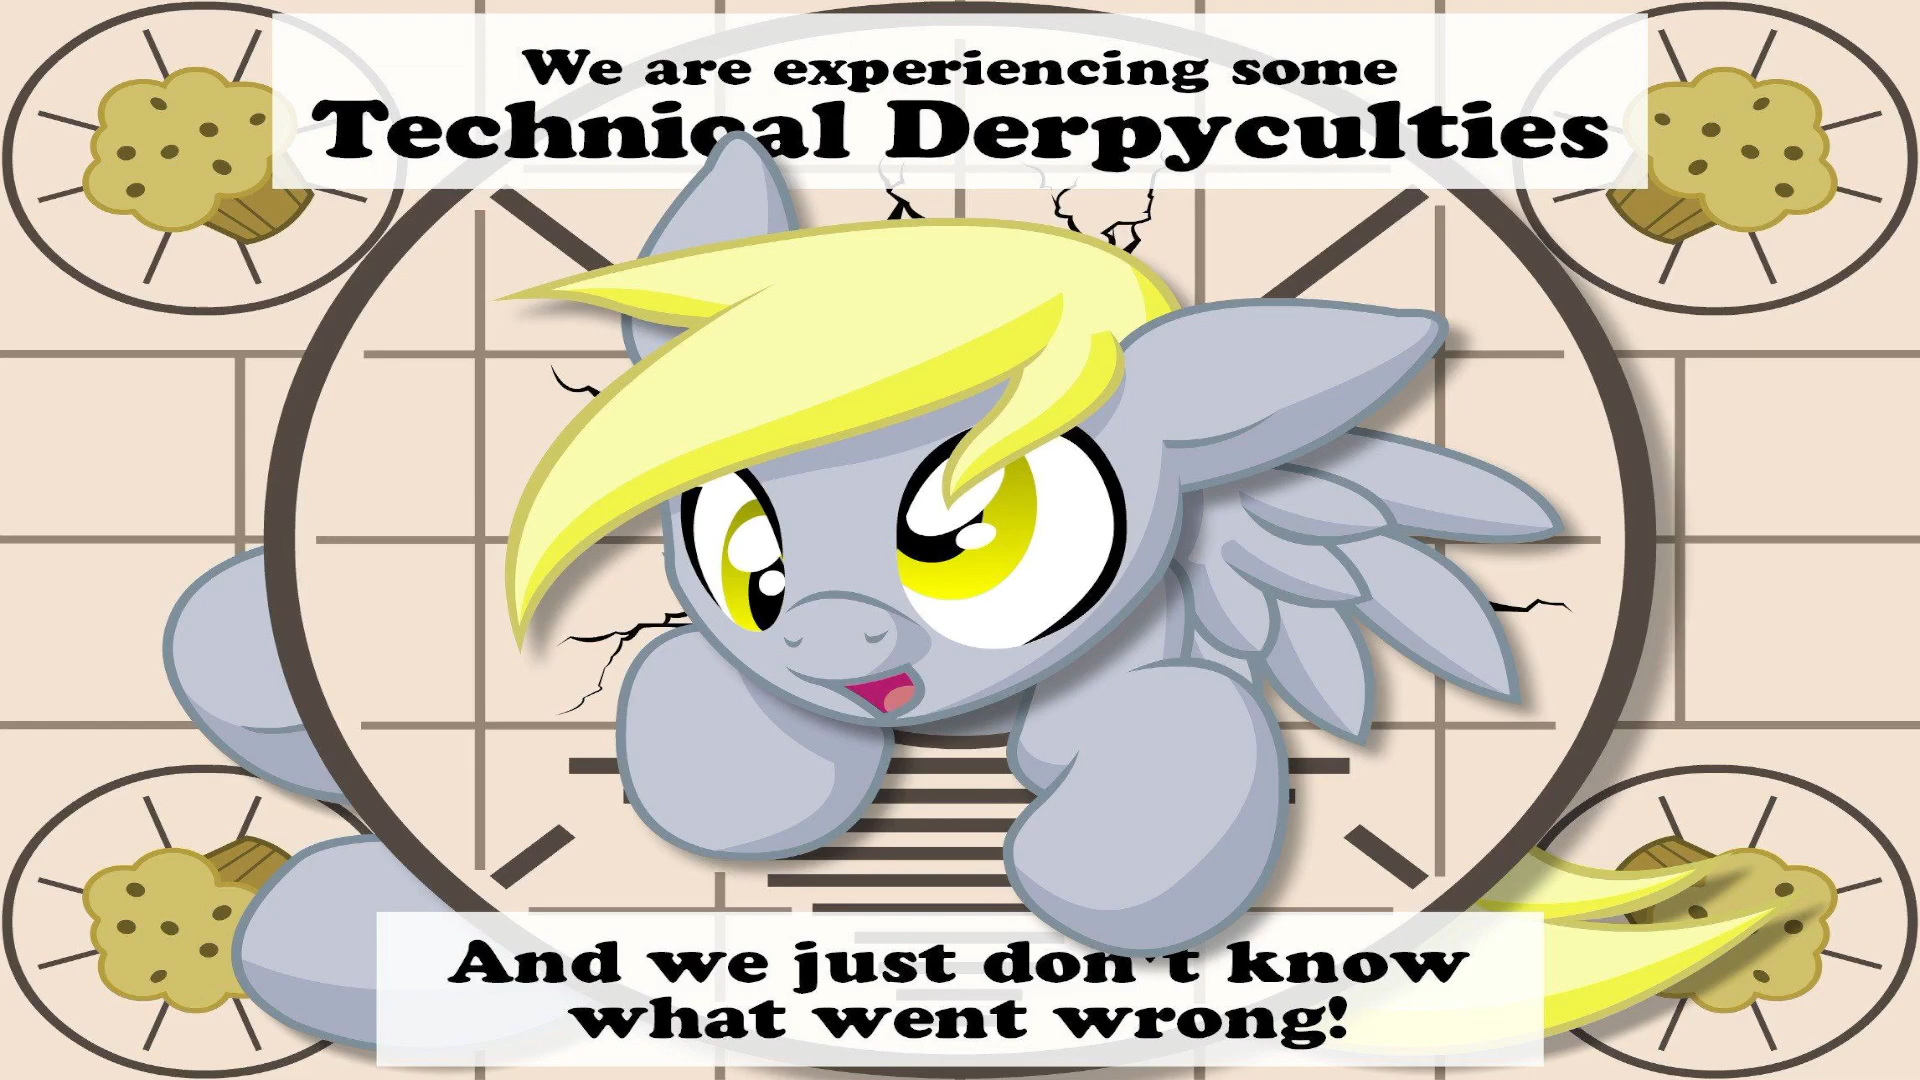 We are experiencing some
Technical Derpyculties
And we just don't know
what went wrong!